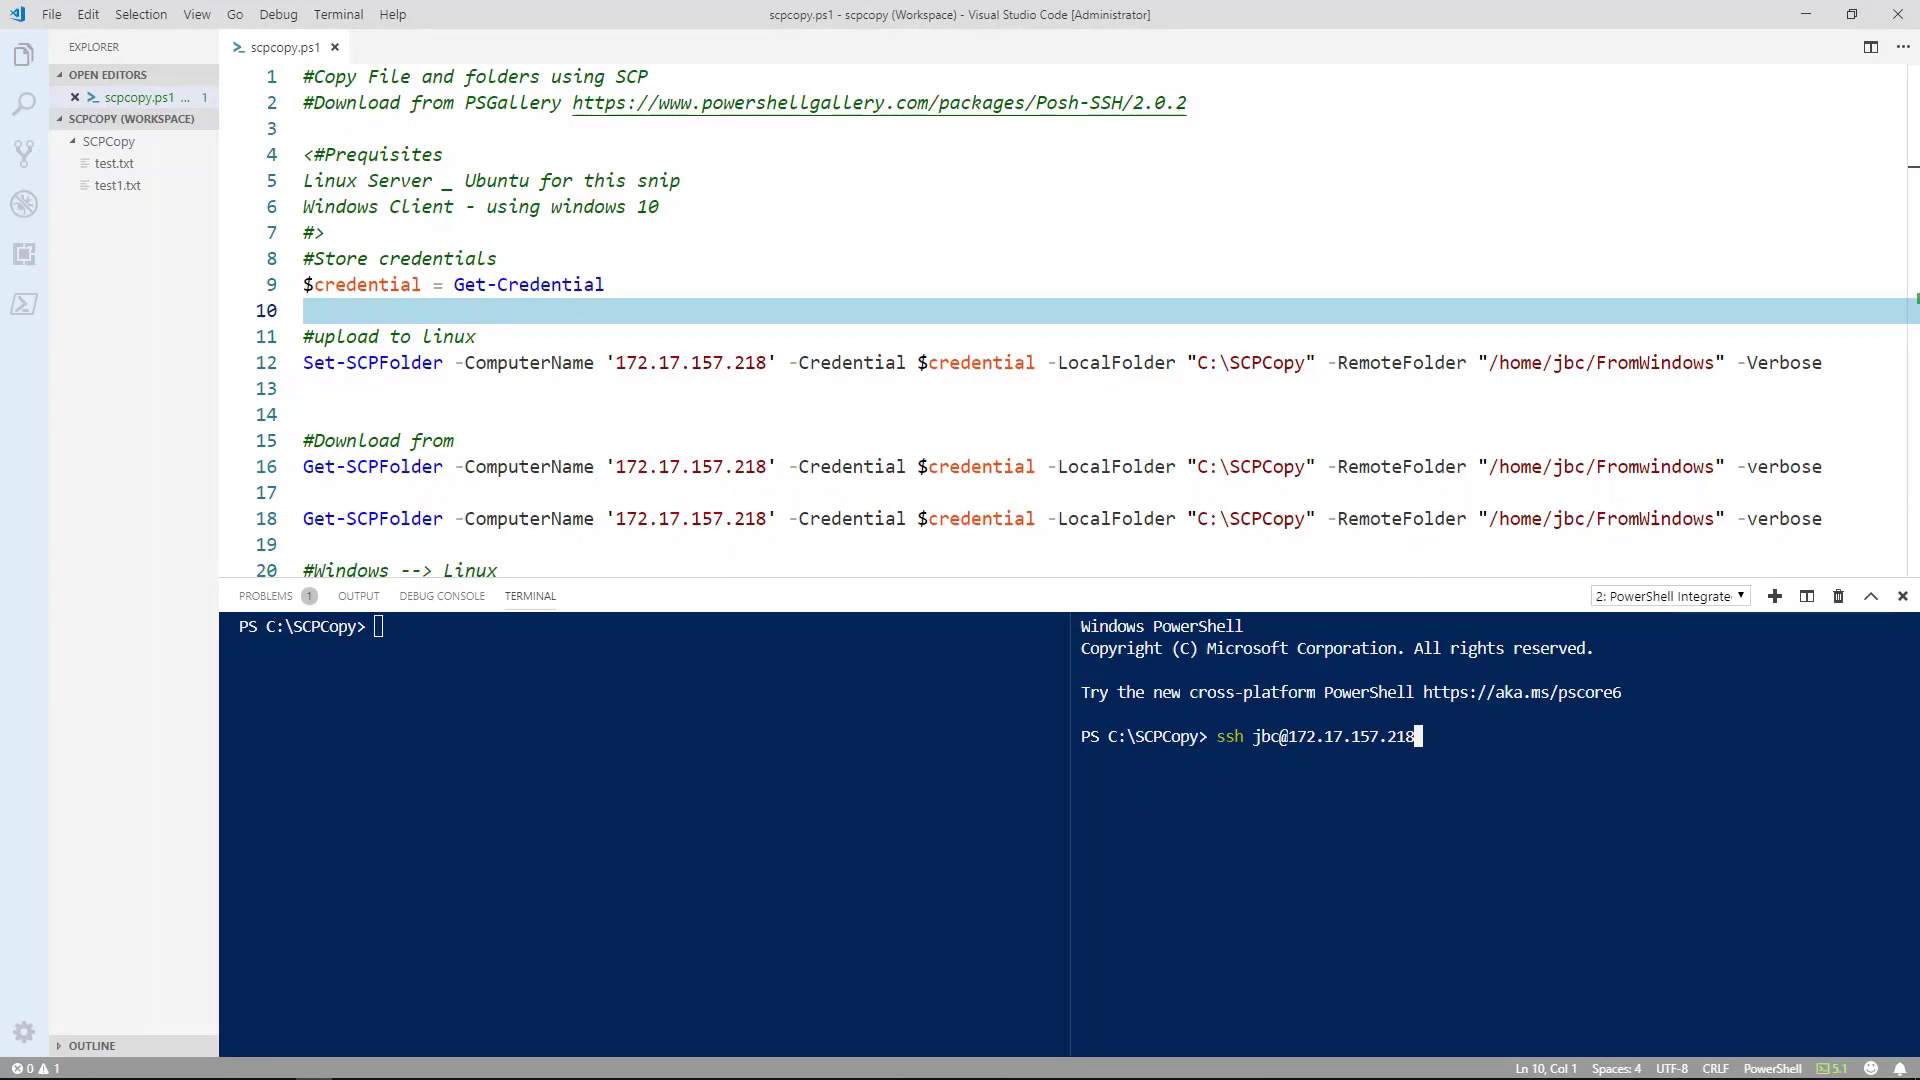 File Edit Selection View Go Debug Terminal Help
scpcopy.ps1 - scpcopy (Workspace) - Visual Studio Code [Administrator]
EXPLORER
OPEN EDITORS
scpcopy.ps1 ... 1
SCPCOPY (WORKSPACE)
SCPCopy
test.txt
test1.txt
OUTLINE
scpcopy.ps1
1 #Copy File and folders using SCP
2 #Download from PSGallery https://www.powershellgallery.com/packages/Posh-SSH/2.0.2
3
4 <#Prequisites
5 Linux Server _ Ubuntu for this snip
6 Windows Client - using windows 10
7 #>
8 #Store credentials
9 $credential = Get-Credential
10
11 #upload to linux
12 Set-SCPFolder -ComputerName '172.17.157.218' -Credential $credential -LocalFolder "C:\SCPCopy" -RemoteFolder "/home/jbc/FromWindows" -Verbose
13
14
15 #Download from
16 Get-SCPFolder -ComputerName '172.17.157.218' -Credential $credential -LocalFolder "C:\SCPCopy" -RemoteFolder "/home/jbc/Fromwindows" -verbose
17
18 Get-SCPFolder -ComputerName '172.17.157.218' -Credential $credential -LocalFolder "C:\SCPCopy" -RemoteFolder "/home/jbc/FromWindows" -verbose
19
20 #Windows --> Linux
PROBLEMS 1 OUTPUT DEBUG CONSOLE TERMINAL
2: PowerShell Integrate
PS C:\SCPCopy>
Windows PowerShell
Copyright (C) Microsoft Corporation. All rights reserved.
Try the new cross-platform PowerShell https://aka.ms/pscore6
PS C:\SCPCopy> ssh jbc@172.17.157.218
0 1
Ln 10, Col 1 Spaces: 4 UTF-8 CRLF PowerShell 5.1